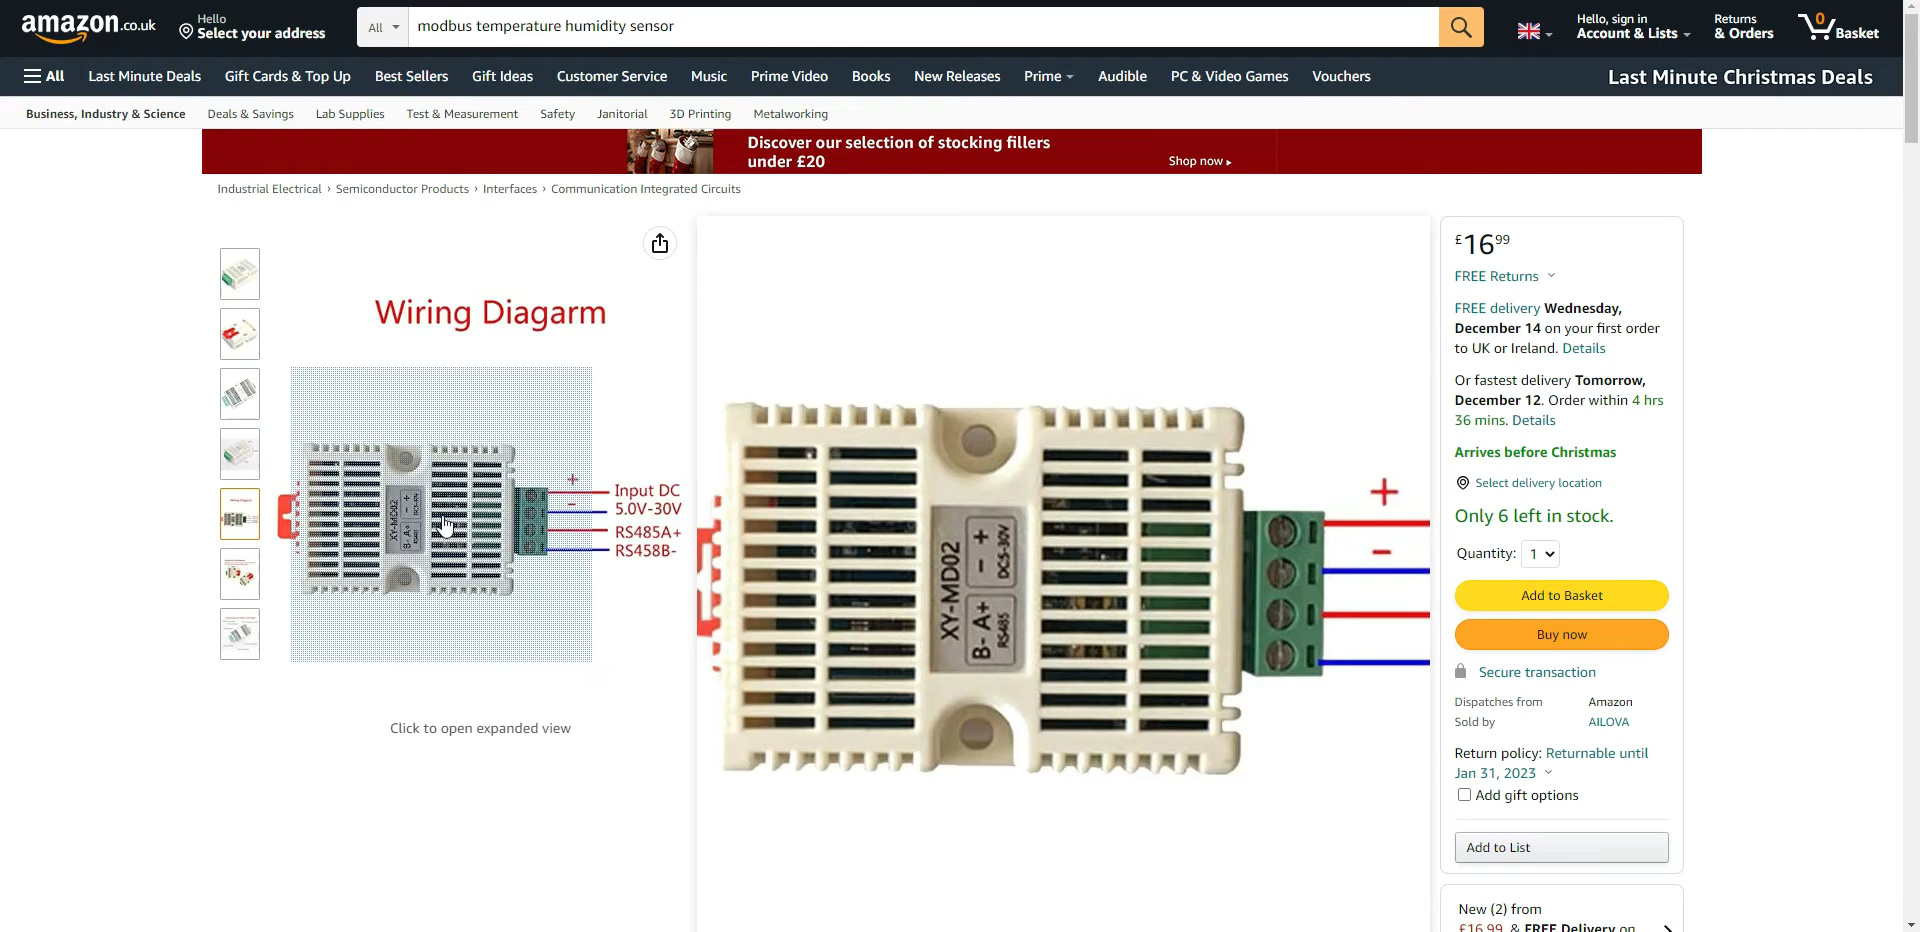 amazon.co.uk
Hello
Select your address
All
modbus temperature humidity sensor
Hello, sign in
Account & Lists
Returns
& Orders
0
Basket
All
Last Minute Deals
Gift Cards & Top Up
Best Sellers
Gift Ideas
Customer Service
Music
Prime Video
Books
New Releases
Prime
Audible
PC & Video Games
Vouchers
Last Minute Christmas Deals
Business, Industry & Science
Deals & Savings
Lab Supplies
Test & Measurement
Safety
Janitorial
3D Printing
Metalworking
Discover our selection of stocking fillers
under £20
Shop now ▸
Industrial Electrical › Semiconductor Products › Interfaces › Communication Integrated Circuits
Wiring Diagarm
+
Input DC
-
5.0V-30V
RS485A+
RS458B-
XY-MD02
- +
DC5-30V
B- A+
RS485
Click to open expanded view
XY-MD02
- +
DC:5-30V
B- A+
RS485
+
-
£16 99
FREE Returns
FREE delivery Wednesday,
December 14 on your first order
to UK or Ireland. Details
Or fastest delivery Tomorrow,
December 12. Order within 4 hrs
36 mins. Details
Arrives before Christmas
Select delivery location
Only 6 left in stock.
Quantity: 1
Add to Basket
Buy now
Secure transaction
Dispatches from Amazon
Sold by AILOVA
Return policy: Returnable until
Jan 31, 2023
Add gift options
Add to List
New (2) from
£16.99 & FREE Delivery on